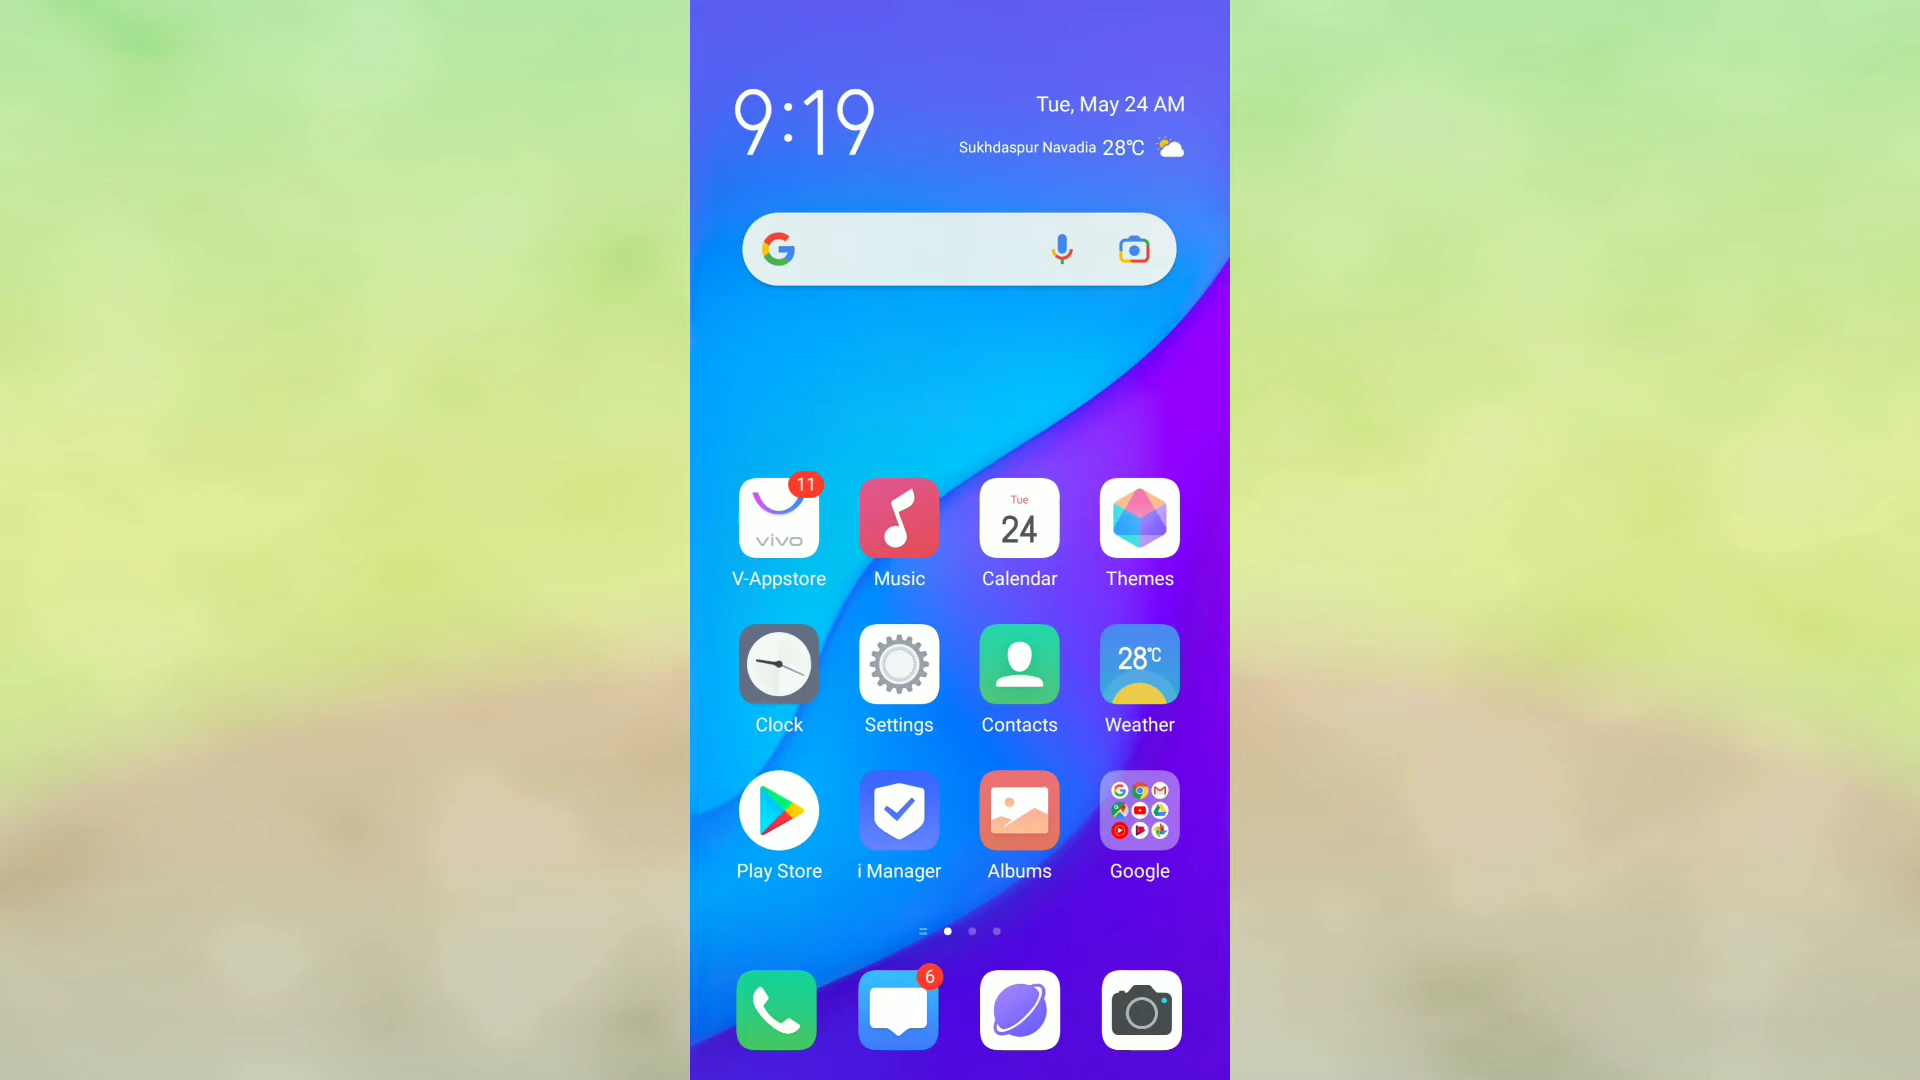 9:19
Tue, May 24 AM
Sukhdaspur Navadia 28℃
11
vivo
V-Appstore
Music
Tue
24
Calendar
Themes
Clock
Settings
Contacts
28℃
Weather
Play Store
i Manager
Albums
Google
6